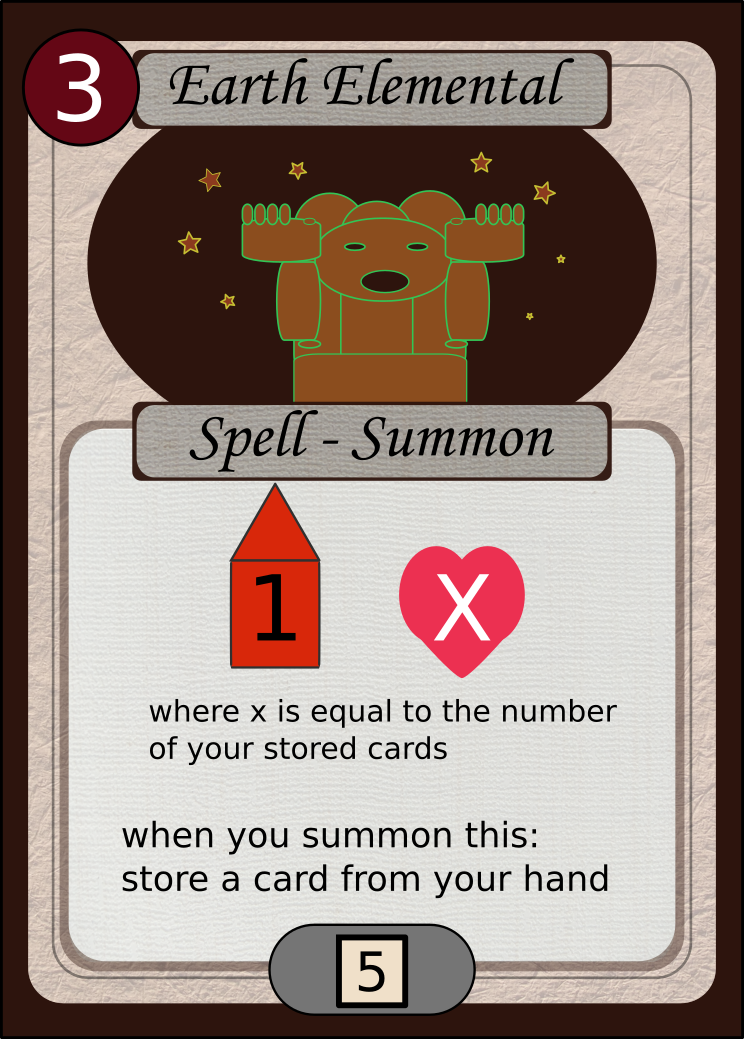 3
Earth Elemental
Spell - Summon
1
X
where x is equal to the number
of your stored cards
when you summon this:
store a card from your hand
5